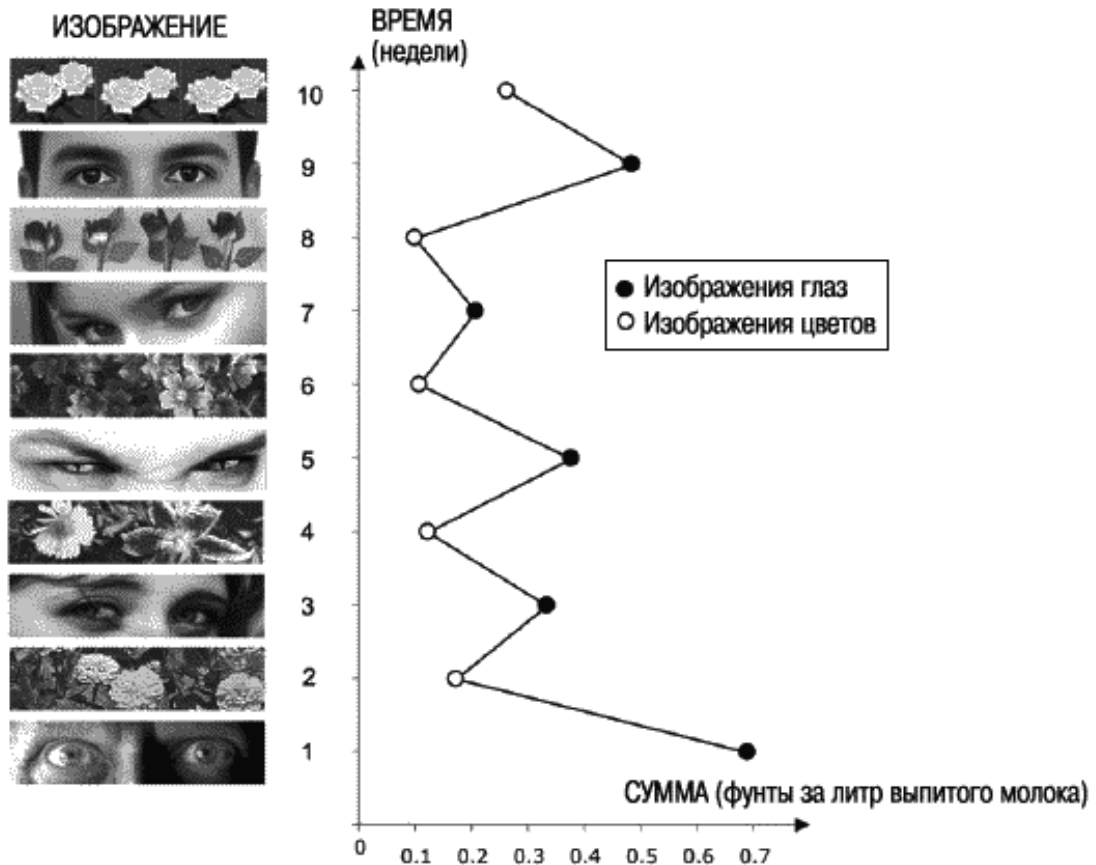 ИЗОБРАЖЕНИЕ
ВРЕМЯ
(недели)
10
9
8
7
6
5
4
3
2
1
Изображения глаз
Изображения цветов
СУММА (фунты за литр выпитого молока)
0 0.1 0.2 0.3 0.4 0.5 0.6 0.7